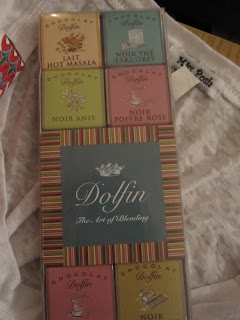 CHOCOLAT
Dolfin
LAIT
HOT MASALA
CHOCOLAT
Dolfin
NOIR THÉ
EARL GREY
CHOCOLAT
Dolfin
NOIR ANIS
CHOCOLAT
Dolfin
NOIR
POIVRE ROSE
Dolfin
The Art of Blending
CHOCOLAT
Dolfin
CHOCOLAT
Dolfin
NOIR